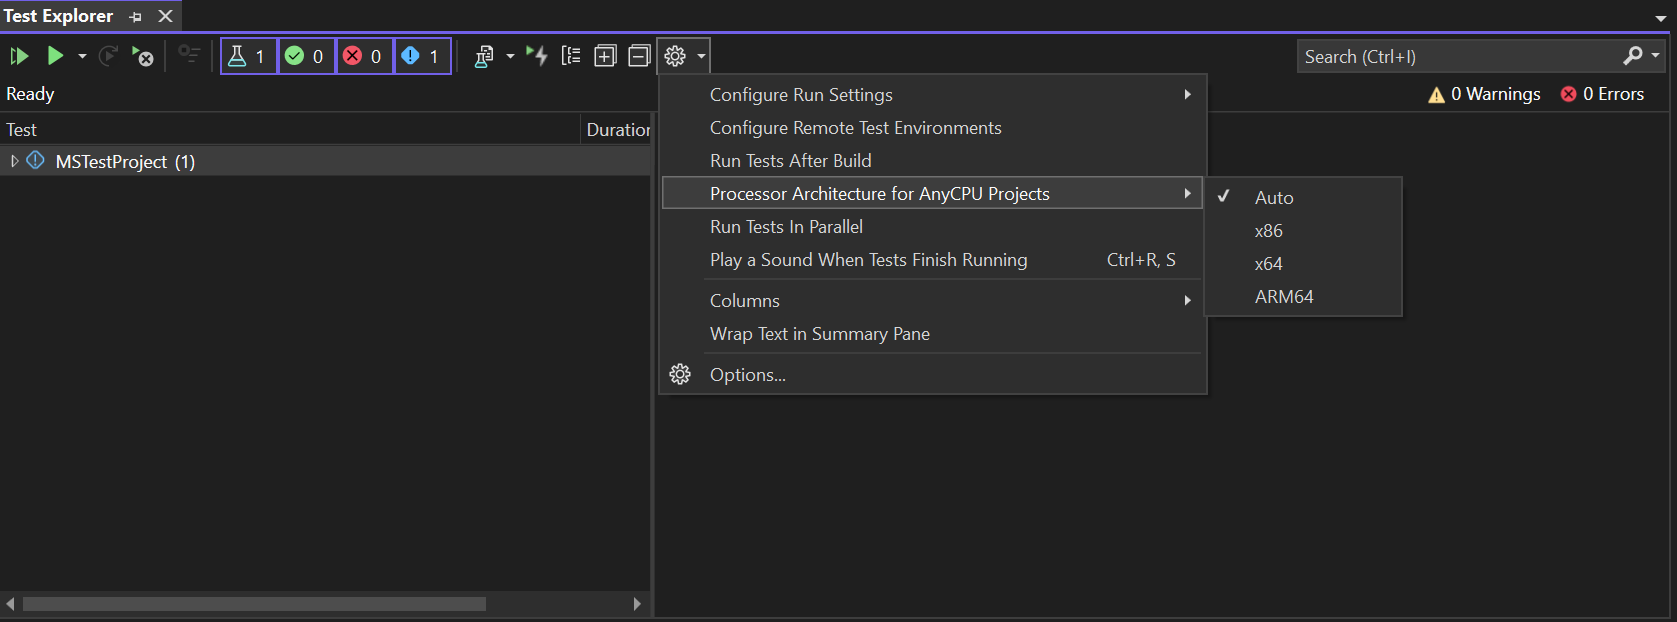 Test Explorer
1 0 0 1
Search (Ctrl+I)
Ready
0 Warnings 0 Errors
Test Duration
MSTestProject (1)
Configure Run Settings
Configure Remote Test Environments
Run Tests After Build
Processor Architecture for AnyCPU Projects
Run Tests In Parallel
Play a Sound When Tests Finish Running Ctrl+R, S
Columns
Wrap Text in Summary Pane
Options...
Auto
x86
x64
ARM64